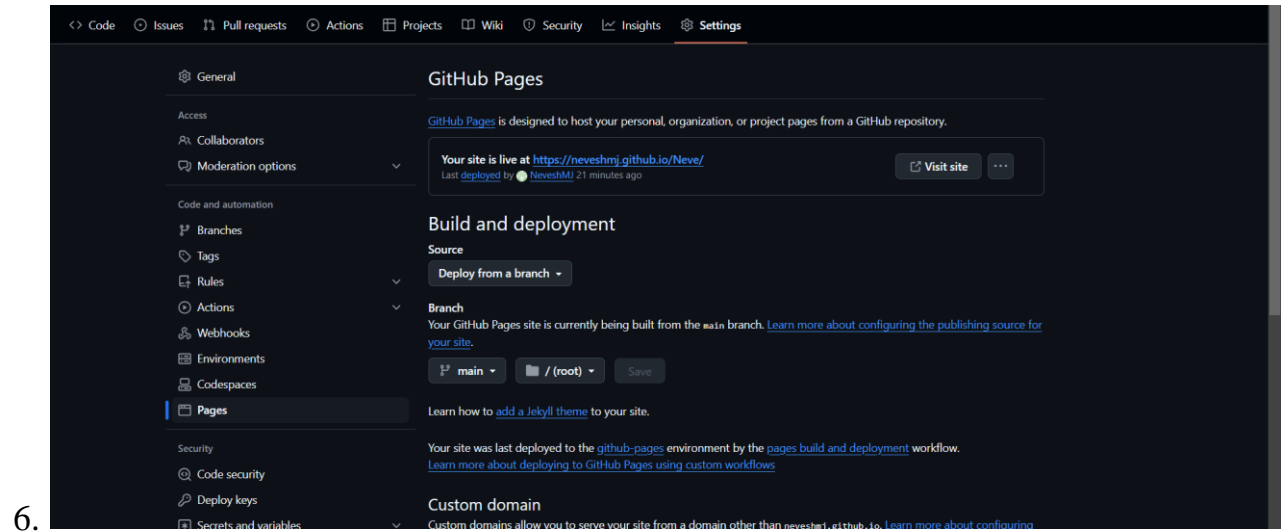 Code Issues Pull requests Actions Projects Wiki Security Insights Settings
General
Access
Collaborators
Moderation options
Code and automation
Branches
Tags
Rules
Actions
Webhooks
Environments
Codespaces
Pages
Security
Code security
Deploy keys
Secrets and variables
GitHub Pages
GitHub Pages is designed to host your personal, organization, or project pages from a GitHub repository.
Your site is live at https://neveshmj.github.io/Neve/
Last deployed by NeveshMJ 21 minutes ago
Visit site
Build and deployment
Source
Deploy from a branch
Branch
Your GitHub Pages site is currently being built from the main branch. Learn more about configuring the publishing source for
your site.
main / (root) Save
Learn how to add a Jekyll theme to your site.
Your site was last deployed to the github-pages environment by the pages build and deployment workflow.
Learn more about deploying to GitHub Pages using custom workflows
Custom domain
Custom domains allow you to serve your site from a domain other than neveshmj.github.io. Learn more about configuring
6.